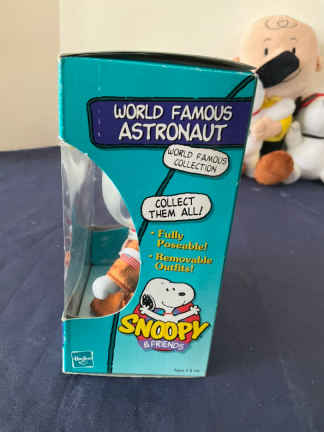 WORLD FAMOUS
ASTRONAUT
WORLD FAMOUS
COLLECTION
COLLECT
THEM ALL!
• Fully
Poseable!
• Removable
Outfits!
SNOOPY
& FRIENDS
Hasbro